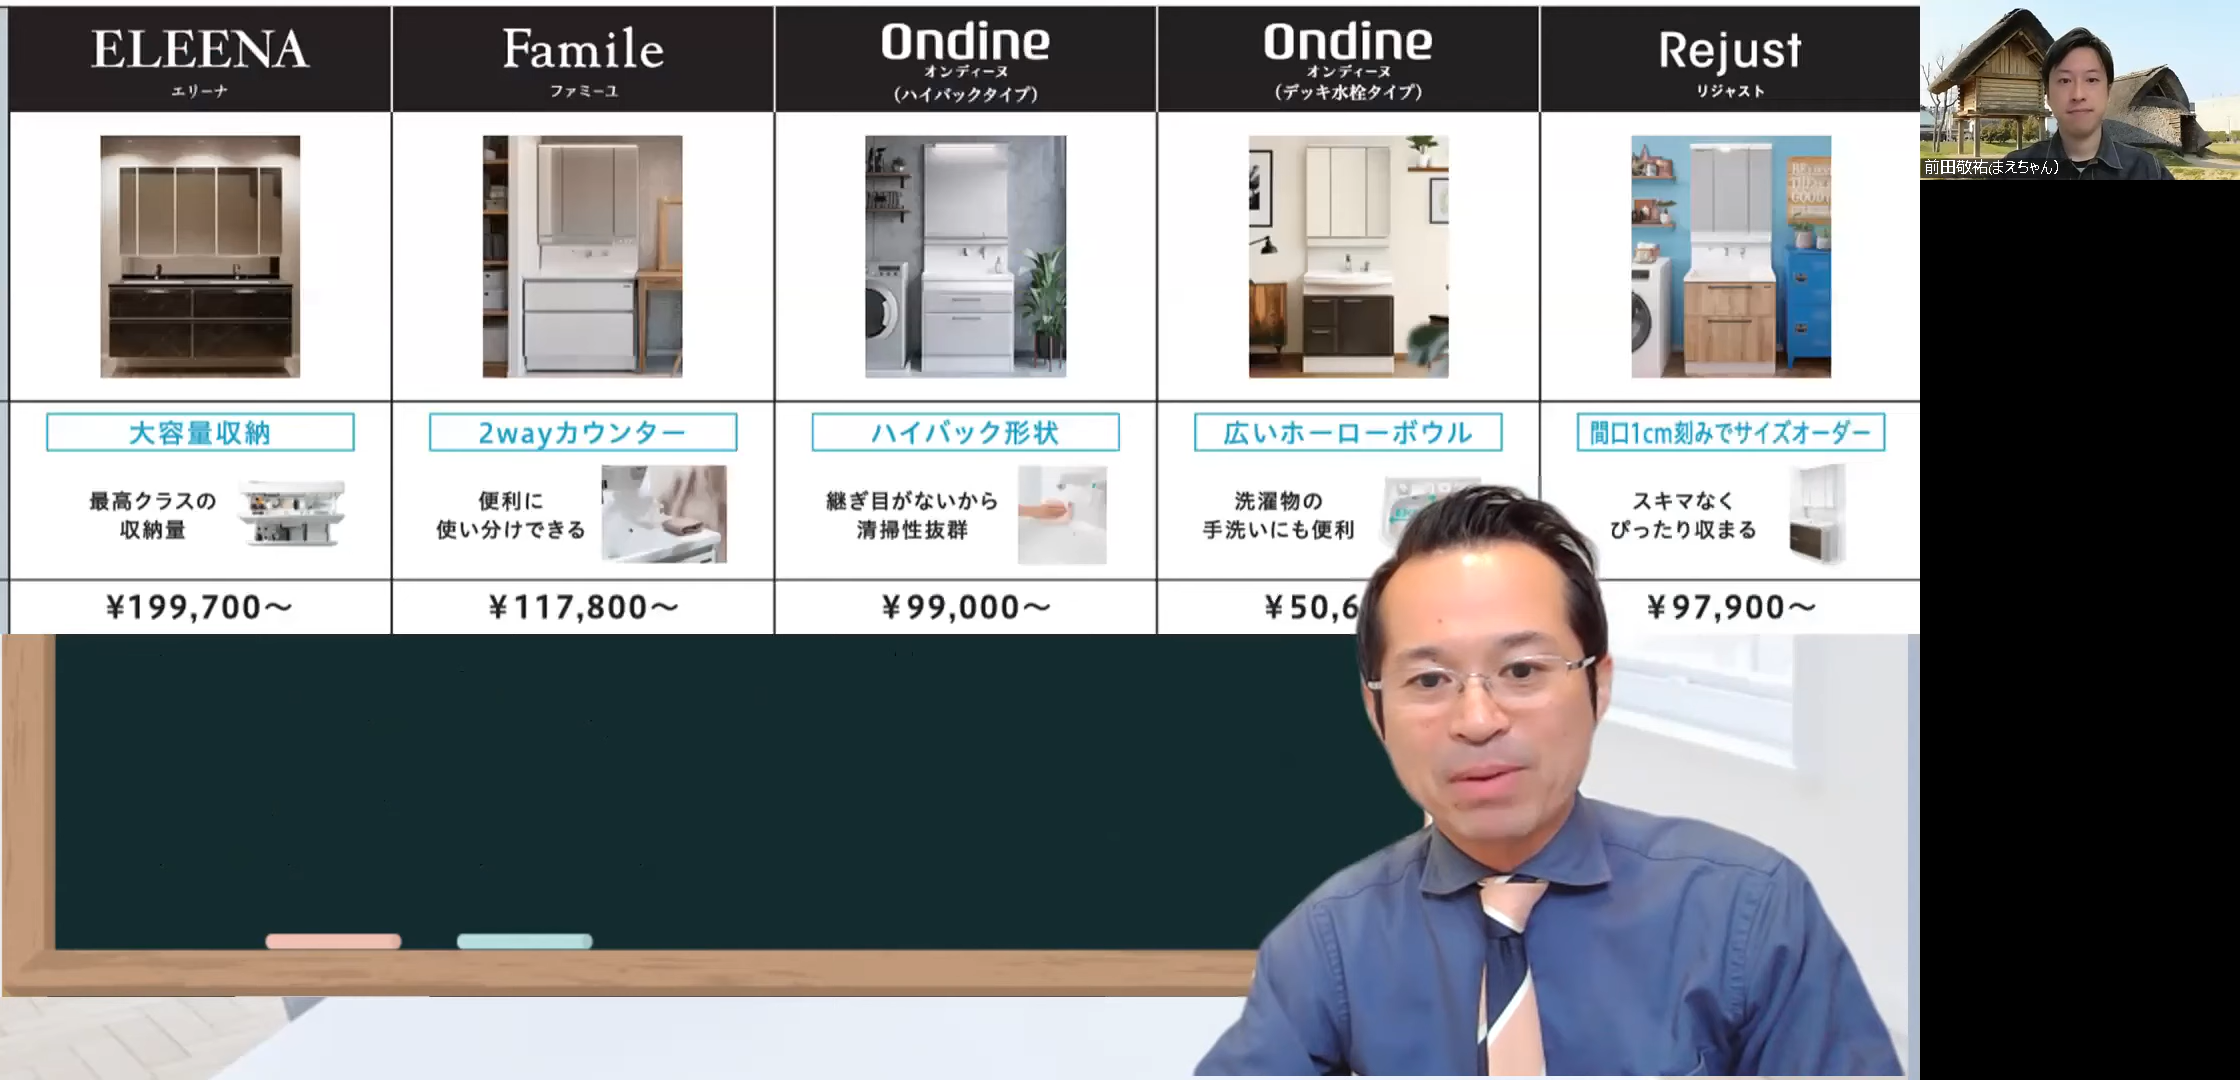 ELEENA
エリーナ
Famile
ファミーユ
Ondine
オンディーヌ
(ハイバックタイプ)
Ondine
オンディーヌ
(デッキ水栓タイプ)
Rejust
リジャスト
前田敬祐(まえちゃん)
大容量収納
最高クラスの
収納量
¥199,700〜
2wayカウンター
便利に
使い分けできる
¥117,800〜
ハイバック形状
継ぎ目がないから
清掃性抜群
¥99,000〜
広いホーローボウル
洗濯物の
手洗いにも便利
¥50,6
間口1cm刻みでサイズオーダー
スキマなく
ぴったり収まる
¥97,900〜